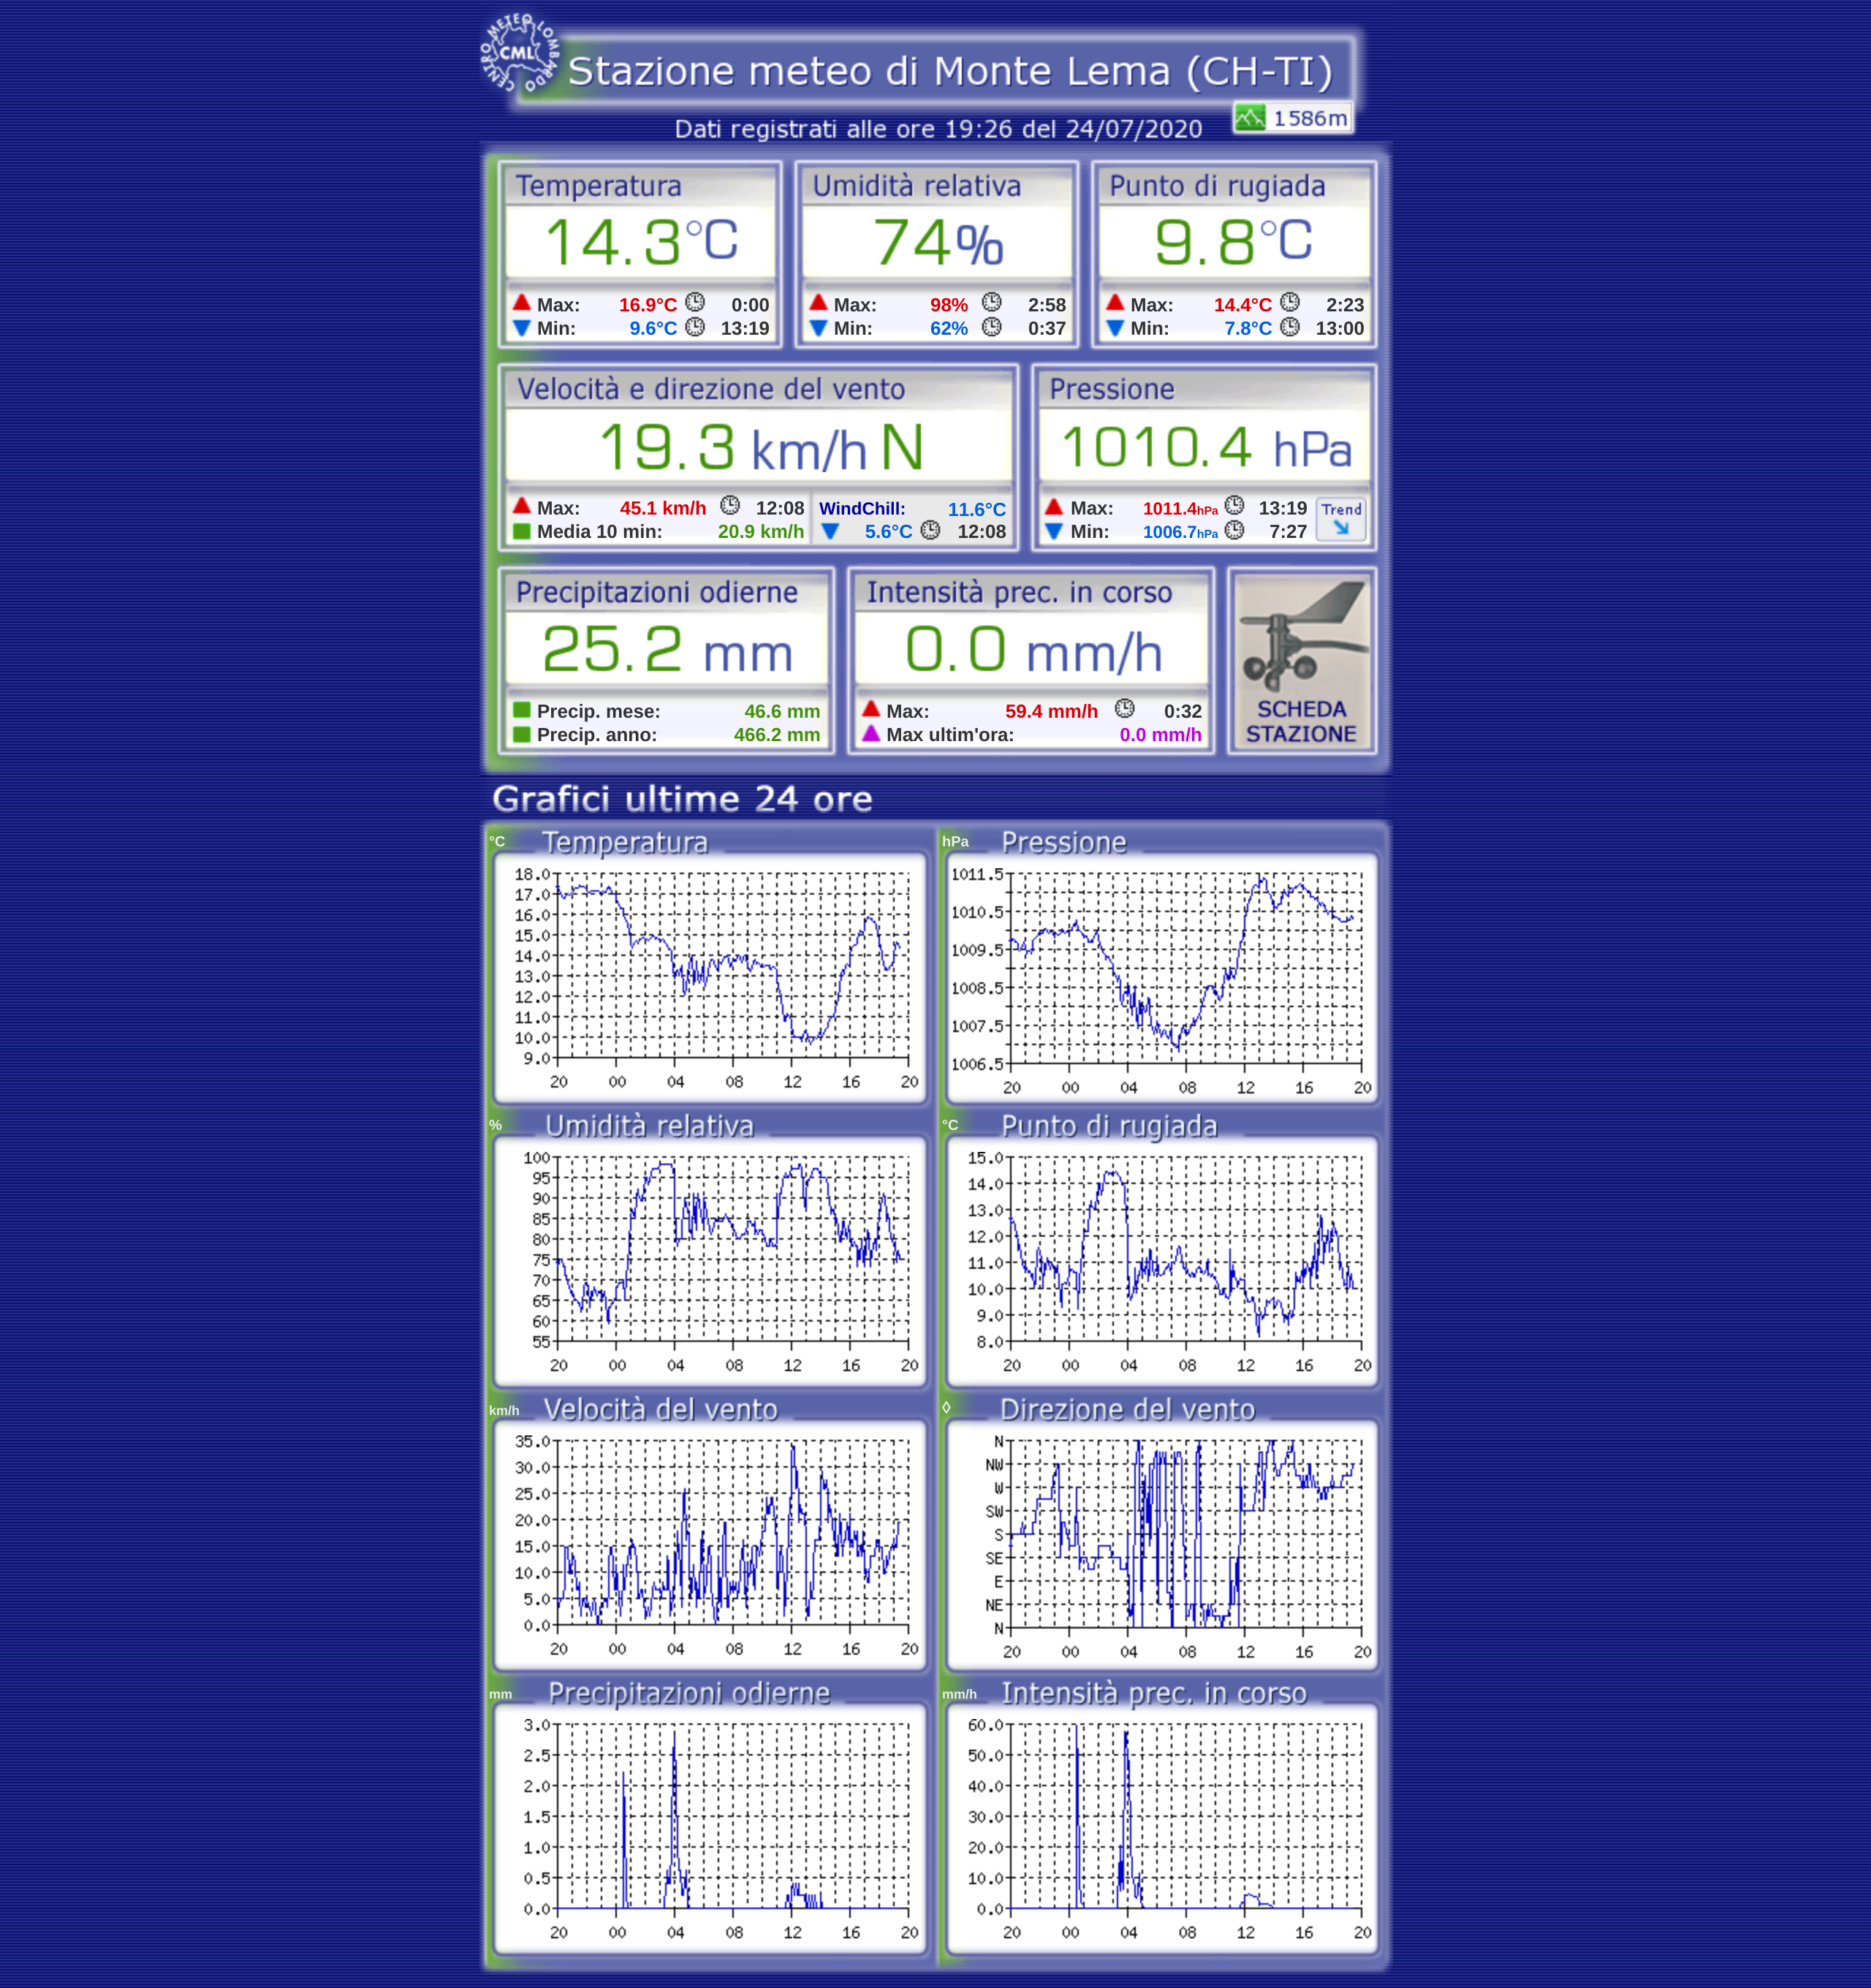 CENTRO METEO LOMBARDO
CML
Stazione meteo di Monte Lema (CH-TI)
1586m
Dati registrati alle ore 19:26 del 24/07/2020
Temperatura Umidità relativa Punto di rugiada
14.3°C 74% 9.8°C
Max: 16.9°C 0:00 Max: 98% 2:58 Max: 14.4°C 2:23
Min: 9.6°C 13:19 Min: 62% 0:37 Min: 7.8°C 13:00
Velocità e direzione del vento Pressione
19.3 km/h N 1010.4 hPa
Max: 45.1 km/h 12:08 WindChill: 11.6°C Max: 1011.4hPa 13:19 Trend
Media 10 min: 20.9 km/h 5.6°C 12:08 Min: 1006.7hPa 7:27
Precipitazioni odierne Intensità prec. in corso
25.2 mm 0.0 mm/h
Precip. mese: 46.6 mm Max: 59.4 mm/h 0:32 SCHEDA
Precip. anno: 466.2 mm Max ultim'ora: 0.0 mm/h STAZIONE
Grafici ultime 24 ore
°C Temperatura
18.0
17.0
16.0
15.0
14.0
13.0
12.0
11.0
10.0
9.0
20 00 04 08 12 16 20
hPa Pressione
1011.5
1010.5
1009.5
1008.5
1007.5
1006.5
20 00 04 08 12 16 20
% Umidità relativa
100
95
90
85
80
75
70
65
60
55
20 00 04 08 12 16 20
°C Punto di rugiada
15.0
14.0
13.0
12.0
11.0
10.0
9.0
8.0
20 00 04 08 12 16 20
km/h Velocità del vento
35.0
30.0
25.0
20.0
15.0
10.0
5.0
0.0
20 00 04 08 12 16 20
◊ Direzione del vento
N
NW
W
SW
S
SE
E
NE
N
20 00 04 08 12 16 20
mm Precipitazioni odierne
3.0
2.5
2.0
1.5
1.0
0.5
0.0
20 00 04 08 12 16 20
mm/h Intensità prec. in corso
60.0
50.0
40.0
30.0
20.0
10.0
0.0
20 00 04 08 12 16 20